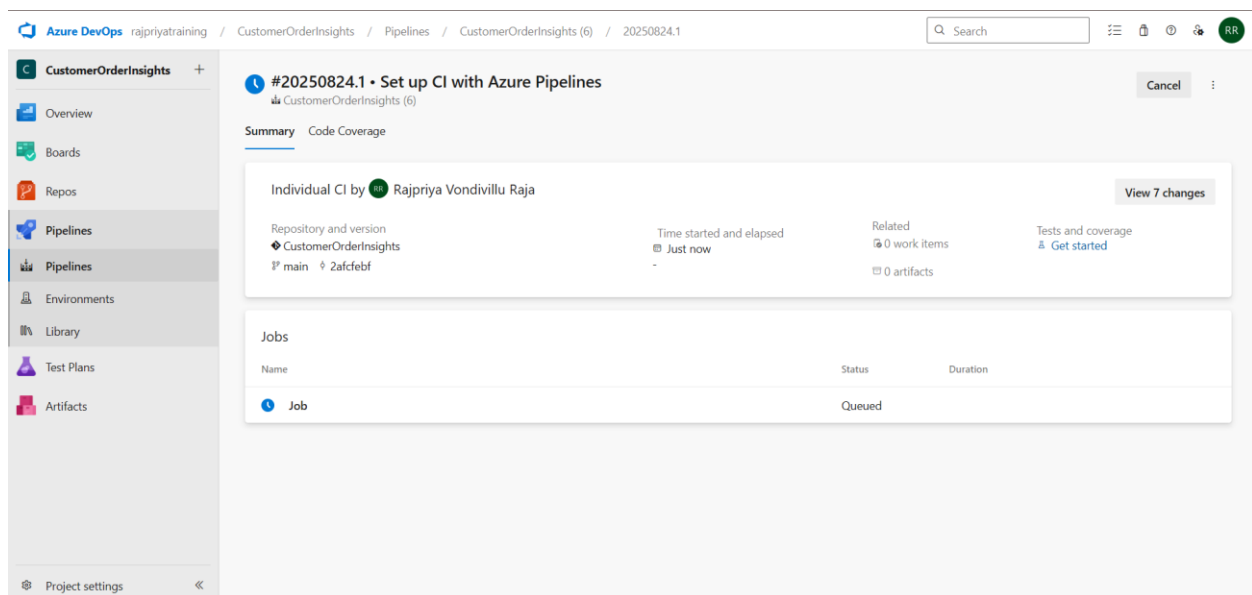 Azure DevOps rajpriyatraining / CustomerOrderInsights / Pipelines / CustomerOrderInsights (6) / 20250824.1
Search
RR
C CustomerOrderInsights +
Overview
Boards
Repos
Pipelines
Pipelines
Environments
Library
Test Plans
Artifacts
Project settings
#20250824.1 • Set up CI with Azure Pipelines
CustomerOrderInsights (6)
Cancel
Summary Code Coverage
Individual CI by RR Rajpriya Vondivillu Raja
View 7 changes
Repository and version
CustomerOrderInsights
main 2afcfebf
Time started and elapsed
Just now
-
Related
0 work items
0 artifacts
Tests and coverage
Get started
Jobs
Name Status Duration
Job Queued